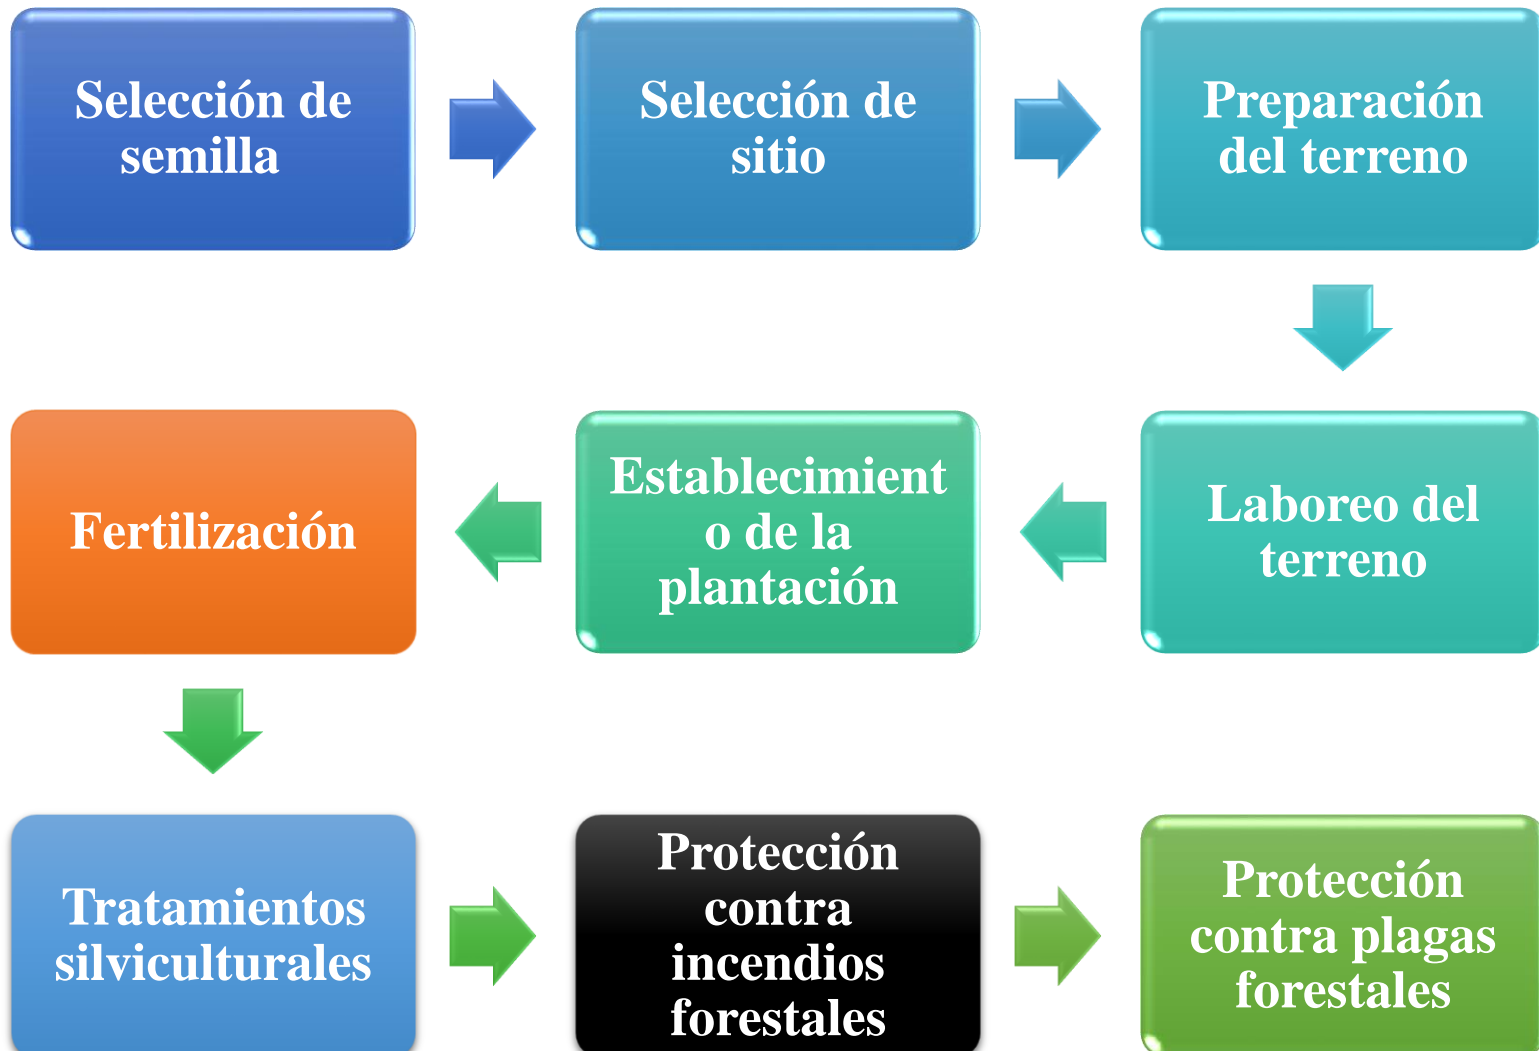 Selección de
semilla
Selección de
sitio
Preparación
del terreno
Laboreo del
terreno
Establecimient
o de la
plantación
Fertilización
Tratamientos
silviculturales
Protección
contra
incendios
forestales
Protección
contra plagas
forestales